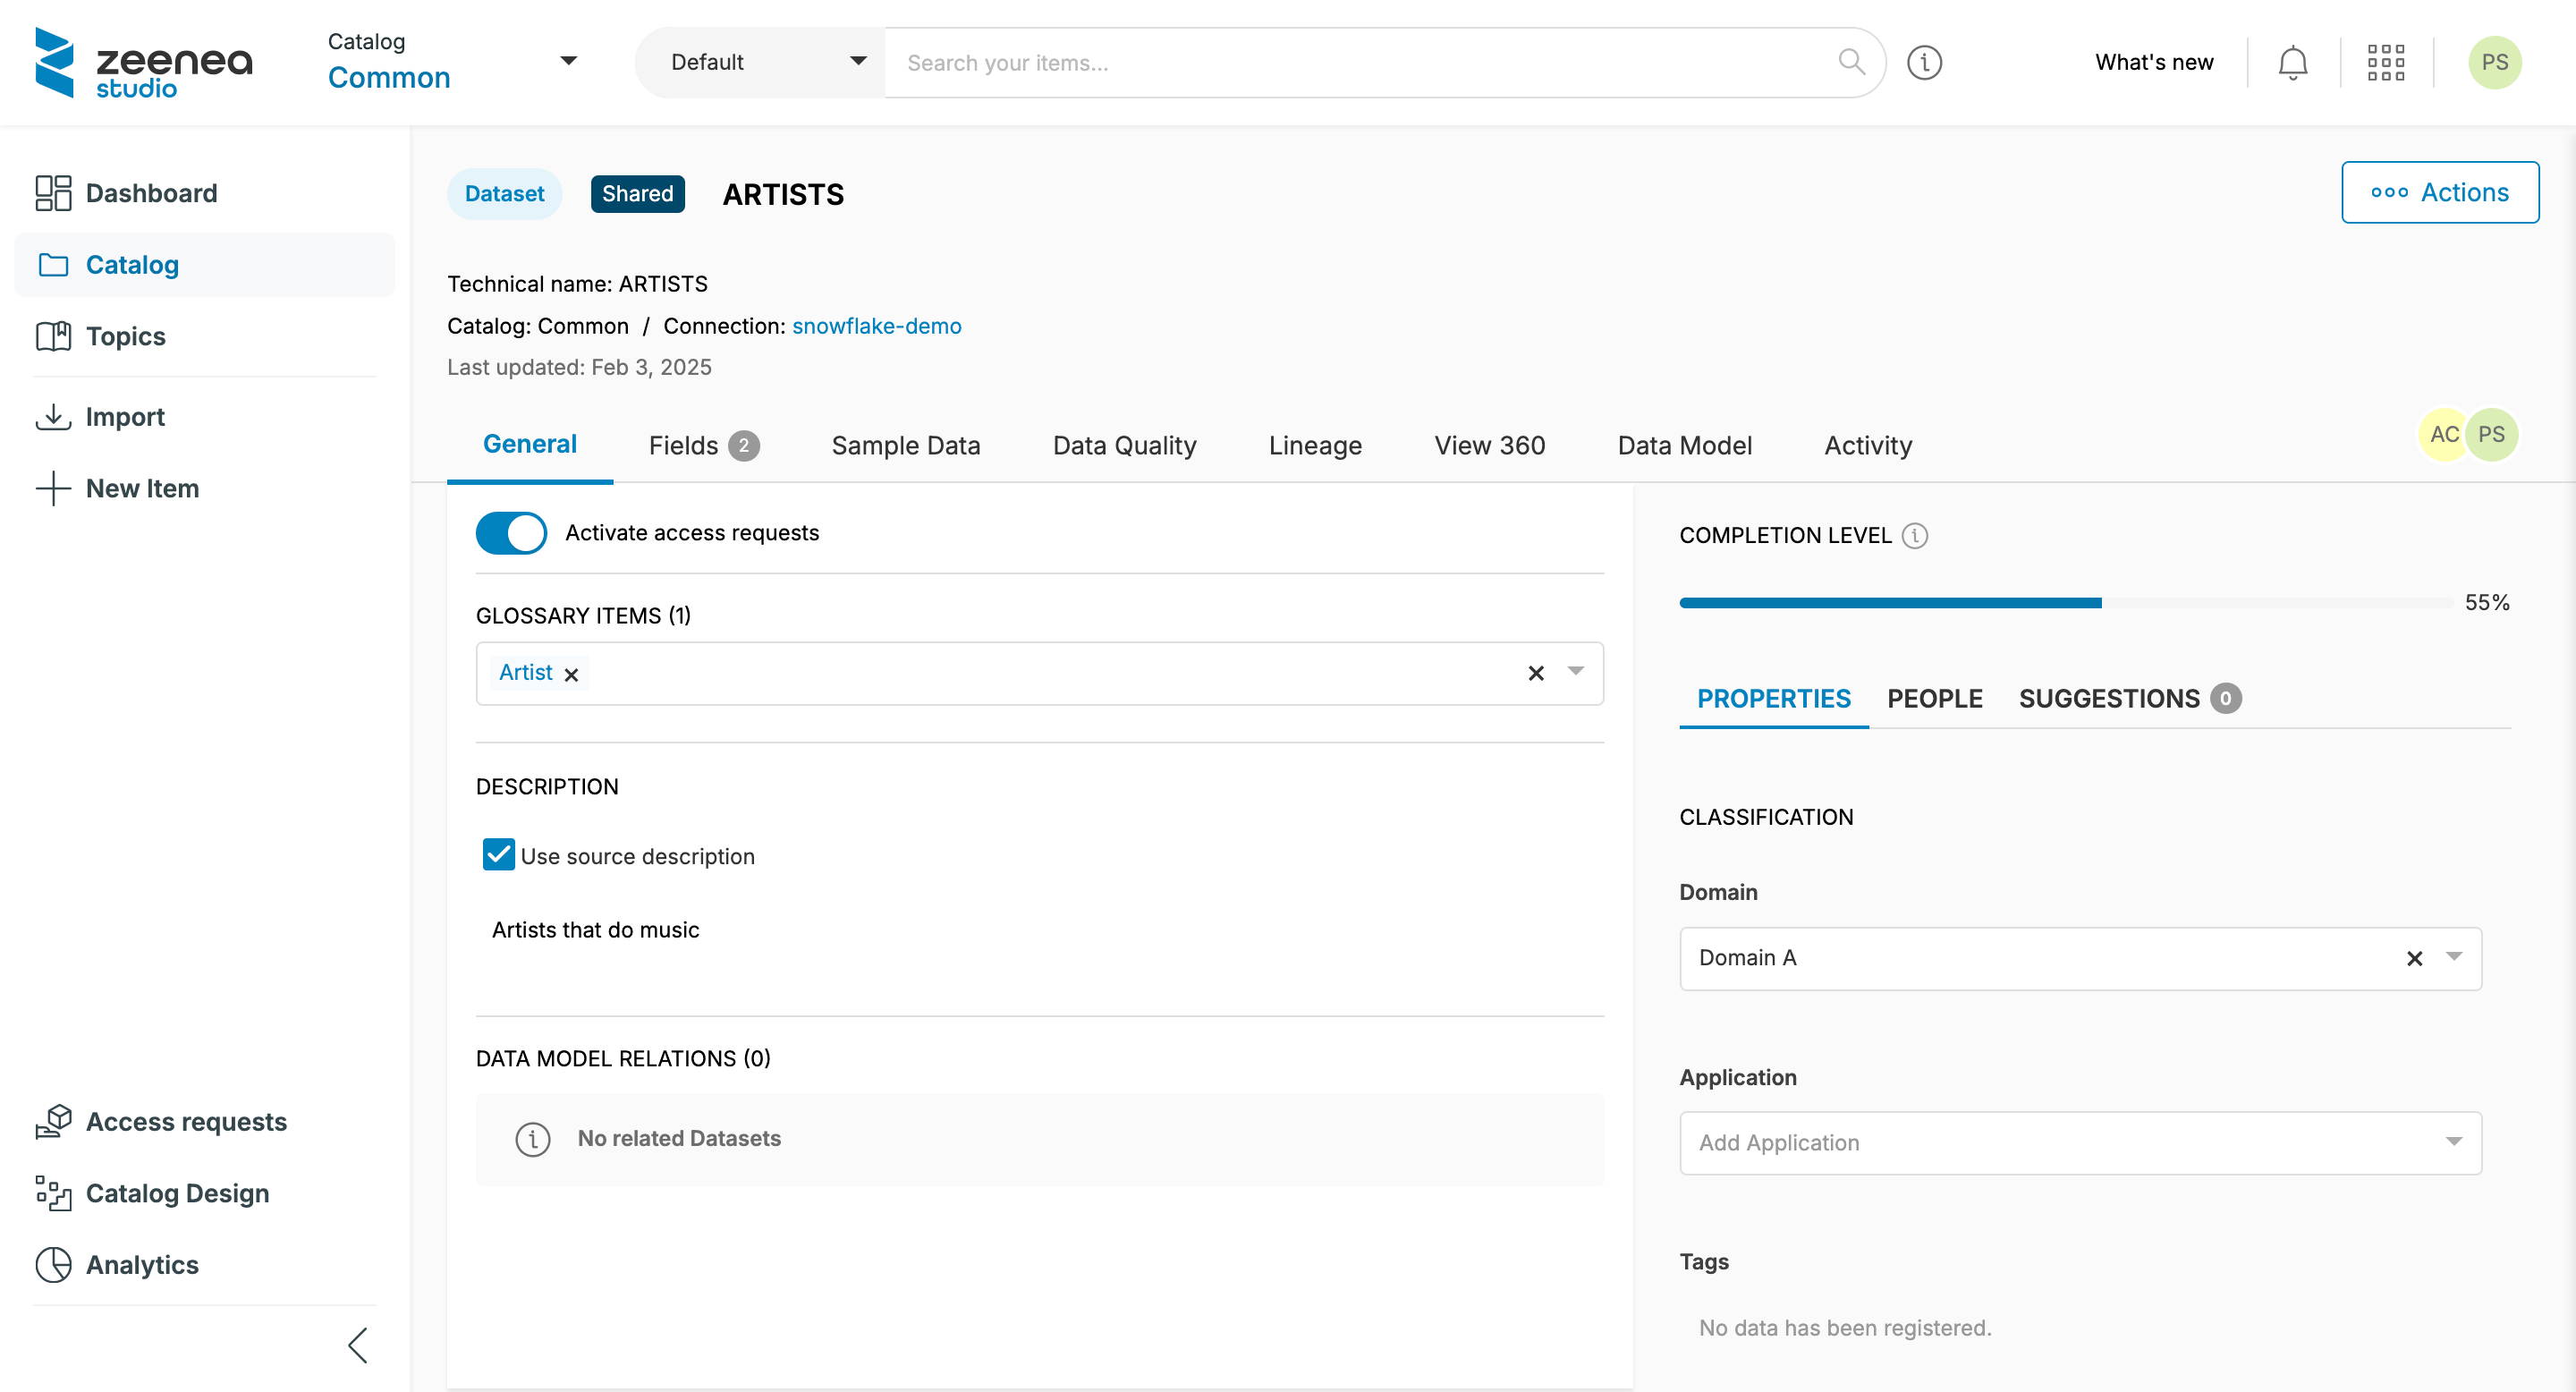 zeenea
studio
Catalog
Common
Default
Search your items...
What's new
PS
Dashboard
Catalog
Topics
Import
New Item
Access requests
Catalog Design
Analytics
Dataset
Shared
ARTISTS
Actions
Technical name: ARTISTS
Catalog: Common / Connection: snowflake-demo
Last updated: Feb 3, 2025
General
Fields 2
Sample Data
Data Quality
Lineage
View 360
Data Model
Activity
AC
PS
Activate access requests
GLOSSARY ITEMS (1)
Artist
DESCRIPTION
Use source description
Artists that do music
DATA MODEL RELATIONS (0)
No related Datasets
COMPLETION LEVEL
55%
PROPERTIES
PEOPLE
SUGGESTIONS 0
CLASSIFICATION
Domain
Domain A
Application
Add Application
Tags
No data has been registered.